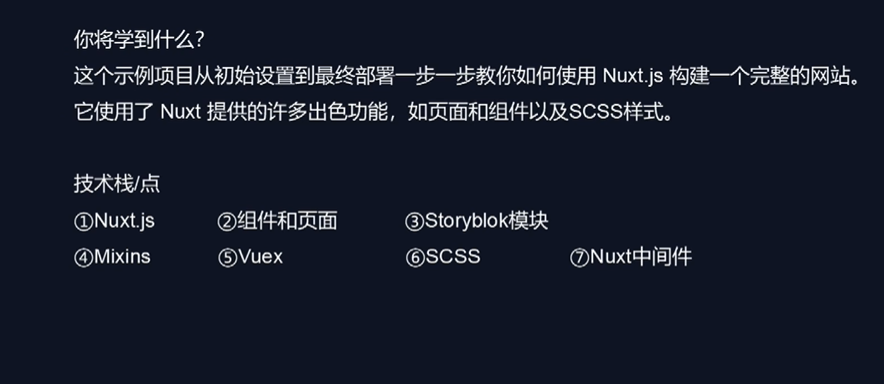 你将学到什么？
这个示例项目从初始设置到最终部署一步一步教你如何使用 Nuxt.js 构建一个完整的网站。
它使用了 Nuxt 提供的许多出色功能，如页面和组件以及SCSS样式。
技术栈/点
①Nuxt.js ②组件和页面 ③Storyblok模块
④Mixins ⑤Vuex ⑥SCSS ⑦Nuxt中间件